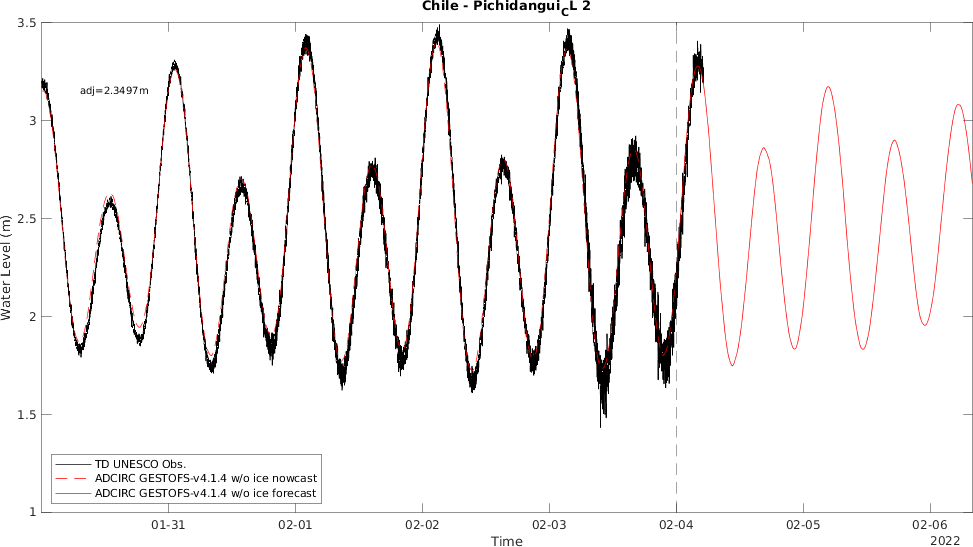 Chile - Pichidangui_CL 2
3.5
adj=2.3497m
3
2.5
Water Level (m)
2
1.5
TD UNESCO Obs.
ADCIRC GESTOFS-v4.1.4 w/o ice nowcast
ADCIRC GESTOFS-v4.1.4 w/o ice forecast
1
01-31 02-01 02-02 02-03 02-04 02-05 02-06
Time
2022